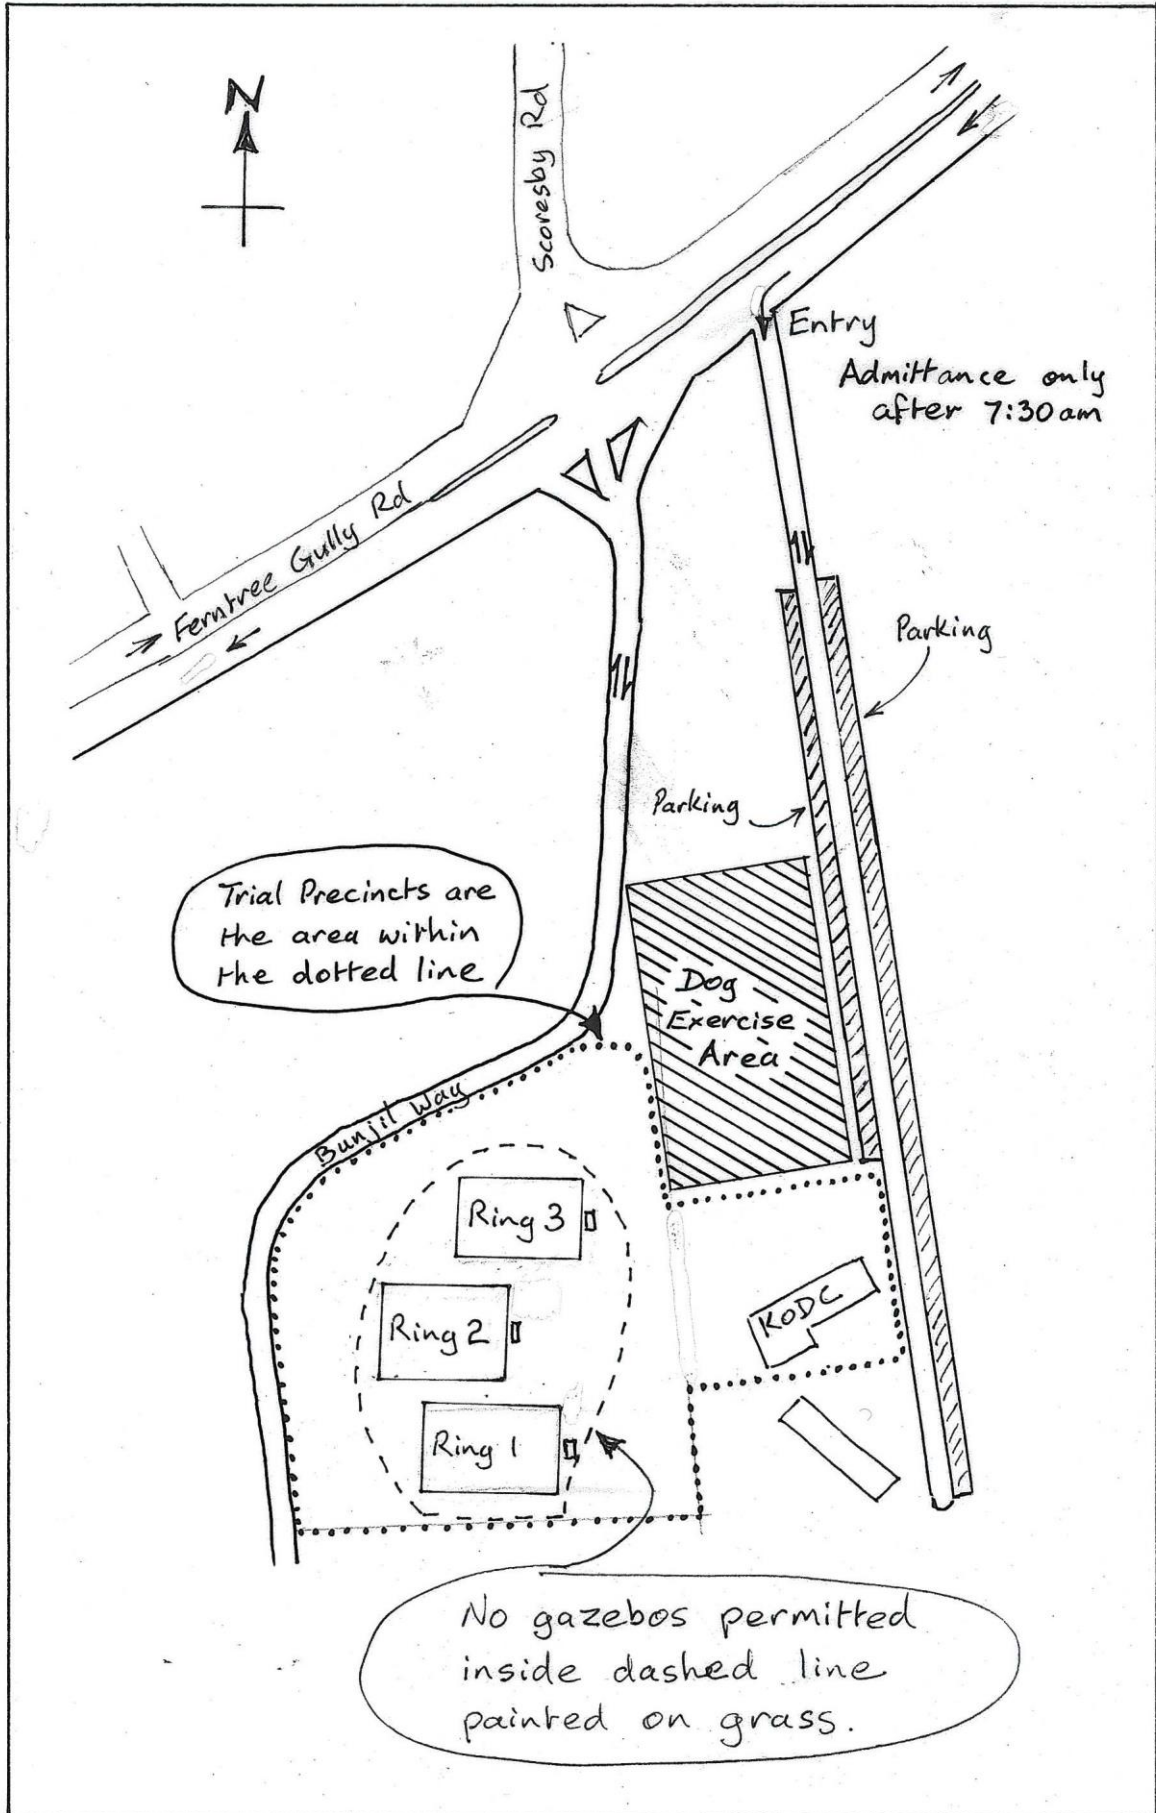 N
Scoresby Rd
Entry
Admittance only
after 7:30am
Ferntree Gully Rd
Parking
Parking
Trial Precincts are
the area within
the dotted line
Dog
Exercise
Area
Bunjil Way
Ring 3
Ring 2
KODC
Ring 1
No gazebos permitted
inside dashed line
painted on grass.